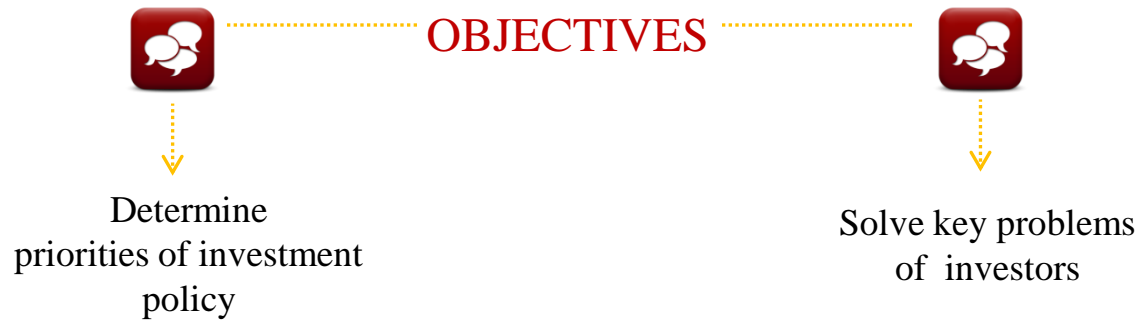 OBJECTIVES
Determine
priorities of investment
policy
Solve key problems
of investors